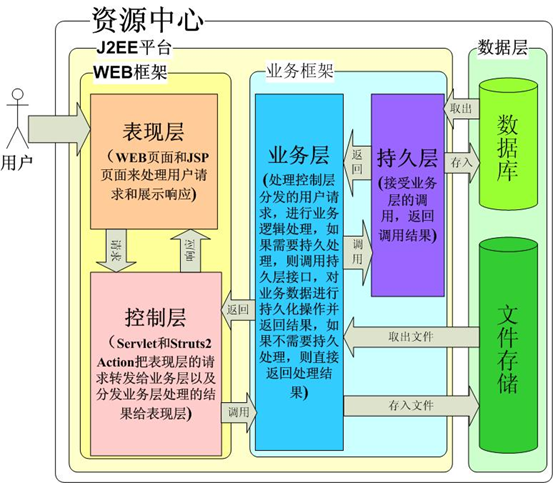 资源中心
J2EE平台
数据层
WEB框架
业务框架
用户
表现层
(WEB页面和JSP
页面来处理用户请
求和展示响应)
请求
响应
控制层
(Servlet和Struts2
Action把表现层的请
求转发给业务层以及
分发业务层处理的结
果给表现层)
返回
调用
业务层
(处理控制层
分发的用户请
求，进行业务
逻辑处理，如
果需要持久处
理，则调用持
久层接口，对
业务数据进行
持久化操作并
返回结果，如
果不需要持久
处理，则直接
返回处理结
果)
返回
调用
持久层
(接受业务
层的调
用，返回
调用结果)
取出
存入
数据库
取出文件
存入文件
文件存储